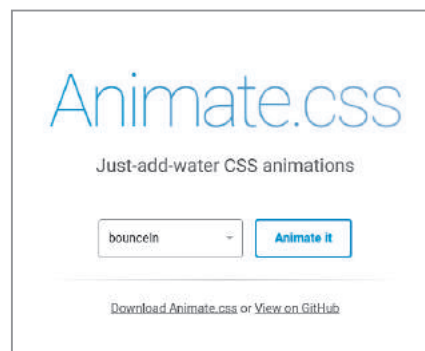 Animate.css
Just-add-water CSS animations
bounceIn
Animate it
Download Animate.css or View on GitHub